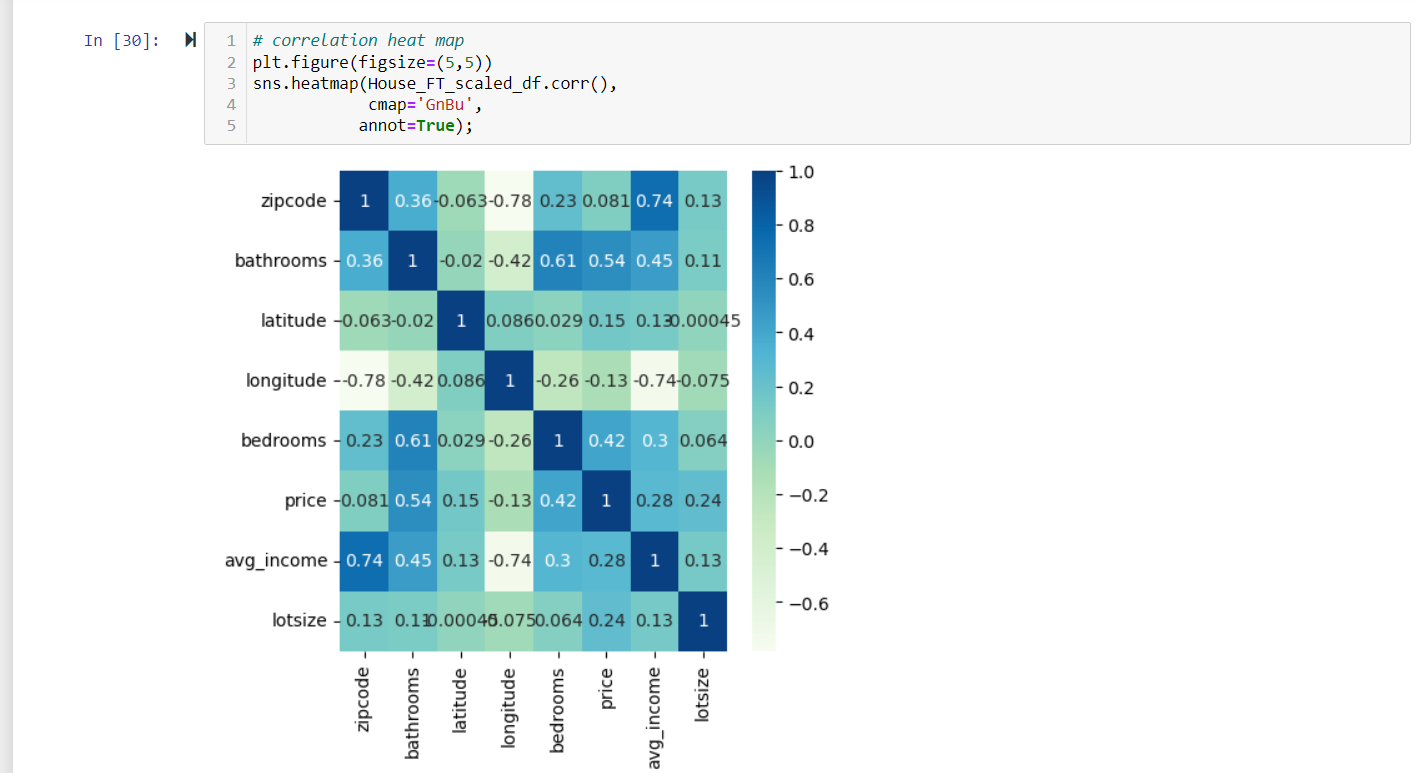 In [30]:
1 # correlation heat map
2 plt.figure(figsize=(5,5))
3 sns.heatmap(House_FT_scaled_df.corr(),
4 cmap='GnBu',
5 annot=True);
zipcode 1 0.36 -0.063 -0.78 0.23 0.081 0.74 0.13
bathrooms 0.36 1 -0.02 -0.42 0.61 0.54 0.45 0.11
latitude -0.063 -0.02 1 0.086 0.029 0.15 0.13 0.00045
longitude -0.78 -0.42 0.086 1 -0.26 -0.13 -0.74 -0.075
bedrooms 0.23 0.61 0.029 -0.26 1 0.42 0.3 0.064
price 0.081 0.54 0.15 -0.13 0.42 1 0.28 0.24
avg_income 0.74 0.45 0.13 -0.74 0.3 0.28 1 0.13
lotsize 0.13 0.11 0.00045 -0.075 0.064 0.24 0.13 1
zipcode
bathrooms
latitude
longitude
bedrooms
price
avg_income
lotsize
1.0
0.8
0.6
0.4
0.2
0.0
−0.2
−0.4
−0.6